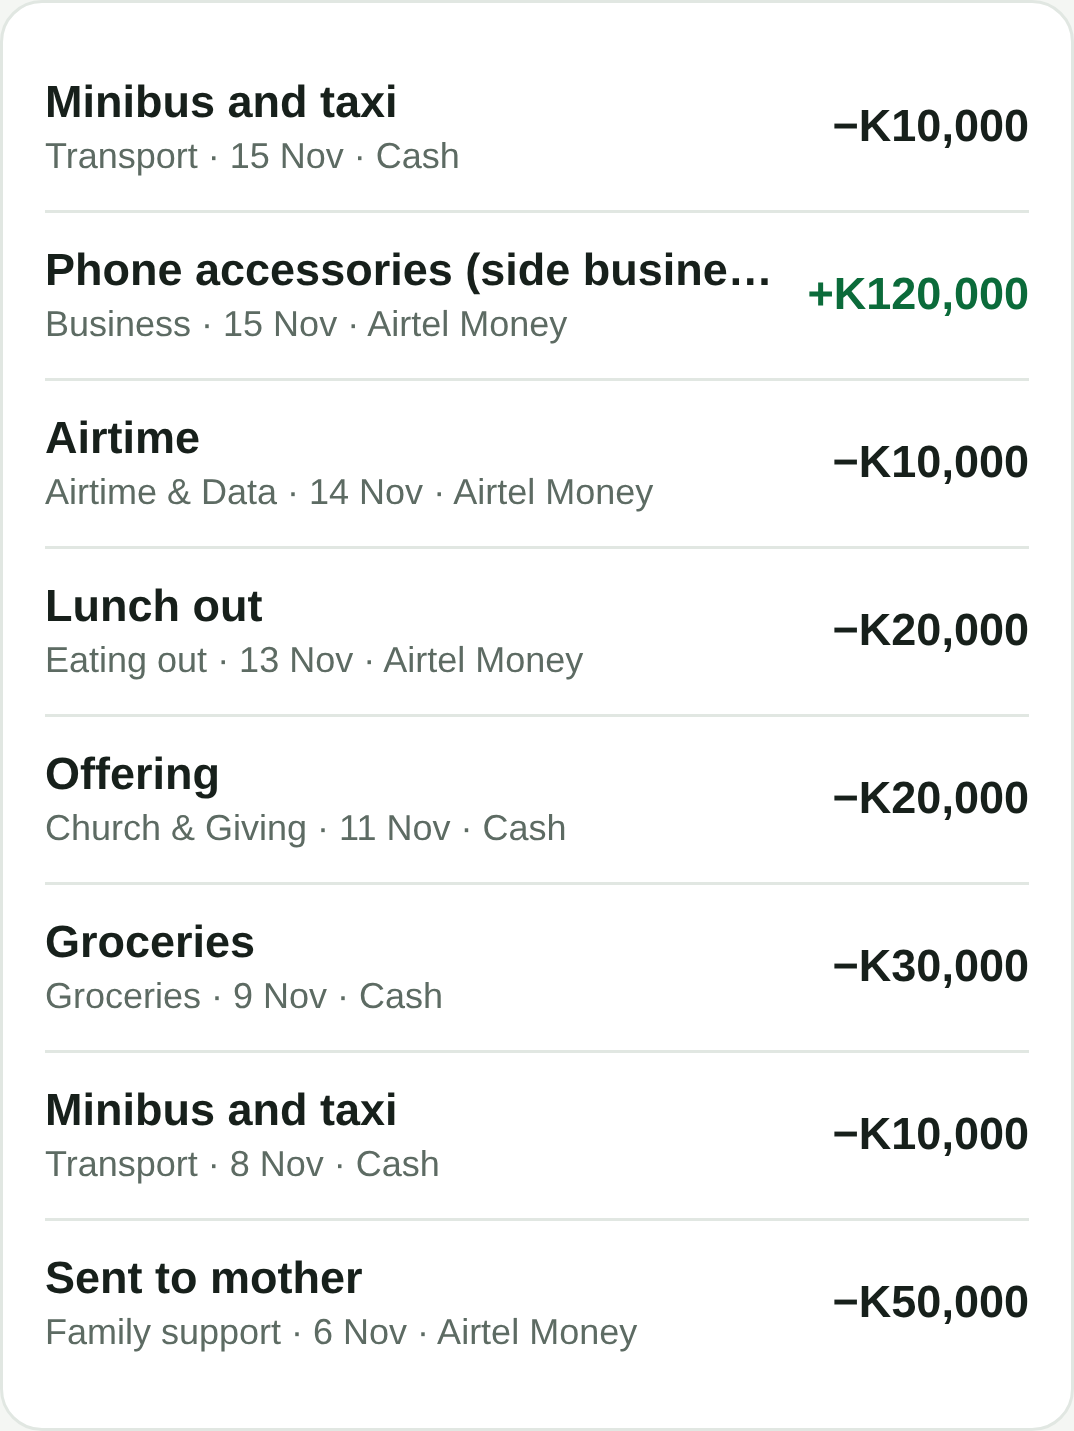 Minibus and taxi
−K10,000
Transport · 15 Nov · Cash
Phone accessories (side busine…
+K120,000
Business · 15 Nov · Airtel Money
Airtime
−K10,000
Airtime & Data · 14 Nov · Airtel Money
Lunch out
−K20,000
Eating out · 13 Nov · Airtel Money
Offering
−K20,000
Church & Giving · 11 Nov · Cash
Groceries
−K30,000
Groceries · 9 Nov · Cash
Minibus and taxi
−K10,000
Transport · 8 Nov · Cash
Sent to mother
−K50,000
Family support · 6 Nov · Airtel Money